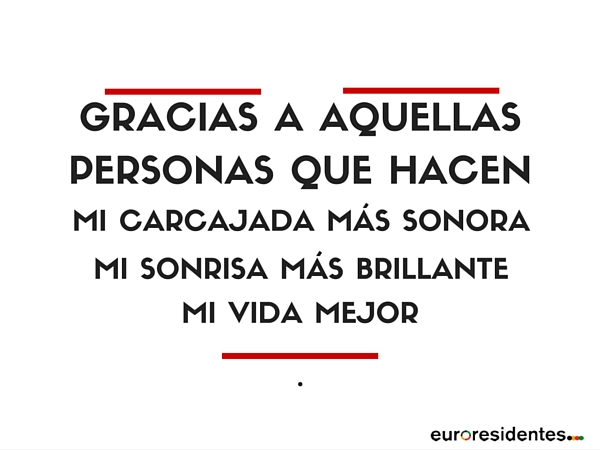 GRACIAS A AQUELLAS
PERSONAS QUE HACEN
MI CARCAJADA MÁS SONORA
MI SONRISA MÁS BRILLANTE
MI VIDA MEJOR
.
euroresidentes...